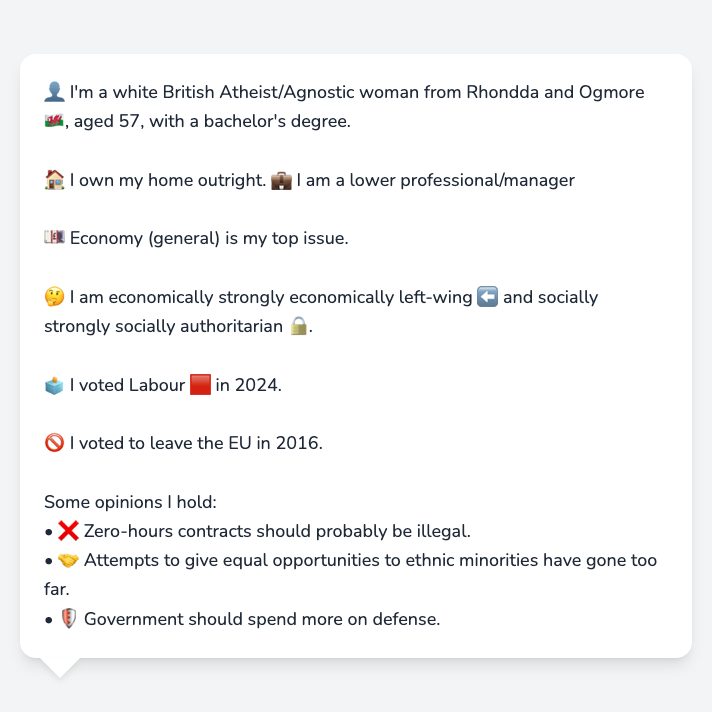 👤 I'm a white British Atheist/Agnostic woman from Rhondda and Ogmore
🏴󠁧󠁢󠁷󠁬󠁳󠁿, aged 57, with a bachelor's degree.
🏠 I own my home outright. 💼 I am a lower professional/manager
💷 Economy (general) is my top issue.
🤔 I am economically strongly economically left-wing ⬅️ and socially
strongly socially authoritarian 🔒.
🗳️ I voted Labour 🟥 in 2024.
🚫 I voted to leave the EU in 2016.
Some opinions I hold:
• ❌ Zero-hours contracts should probably be illegal.
• 🤝 Attempts to give equal opportunities to ethnic minorities have gone too
far.
• 🛡️ Government should spend more on defense.